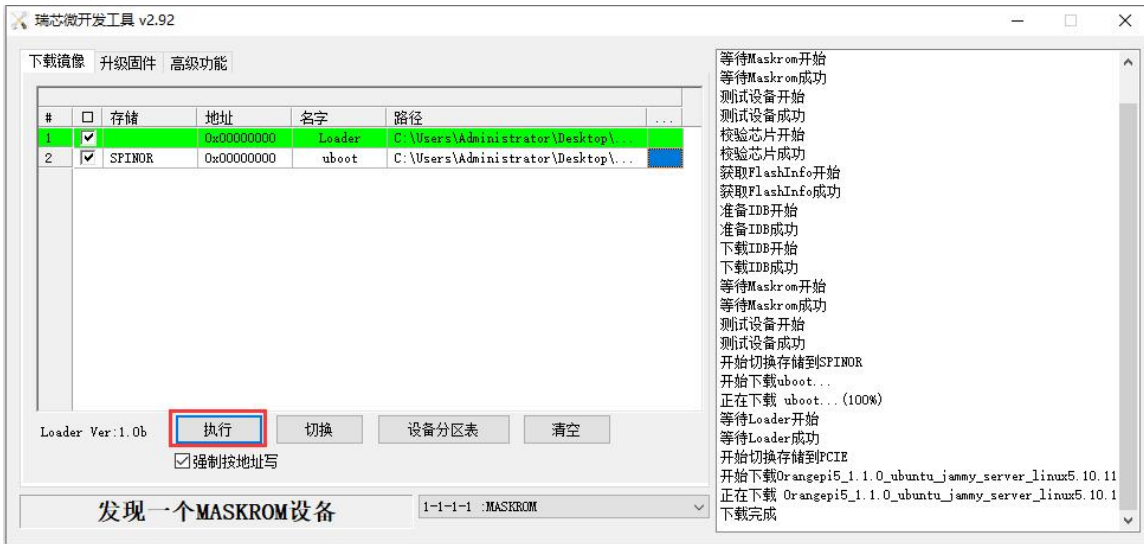 瑞芯微开发工具 v2.92
下载镜像 升级固件 高级功能
# 存储 地址 名字 路径 ...
1 0x00000000 Loader C:\Users\Administrator\Desktop\...
2 SPINOR 0x00000000 uboot C:\Users\Administrator\Desktop\...
Loader Ver:1.0b 执行 切换 设备分区表 清空
强制按地址写
发现一个MASKROM设备 1-1-1-1 :MASKROM
等待Maskrom开始
等待Maskrom成功
测试设备开始
测试设备成功
校验芯片开始
校验芯片成功
获取FlashInfo开始
获取FlashInfo成功
准备IDB开始
准备IDB成功
下载IDB开始
下载IDB成功
等待Maskrom开始
等待Maskrom成功
测试设备开始
测试设备成功
开始切换存储到SPINOR
开始下载uboot...
正在下载 uboot...(100%)
等待Loader开始
等待Loader成功
开始切换存储到PCIE
开始下载Orangepi5_1.1.0_ubuntu_jammy_server_linux5.10.11
正在下载 Orangepi5_1.1.0_ubuntu_jammy_server_linux5.10.1
下载完成